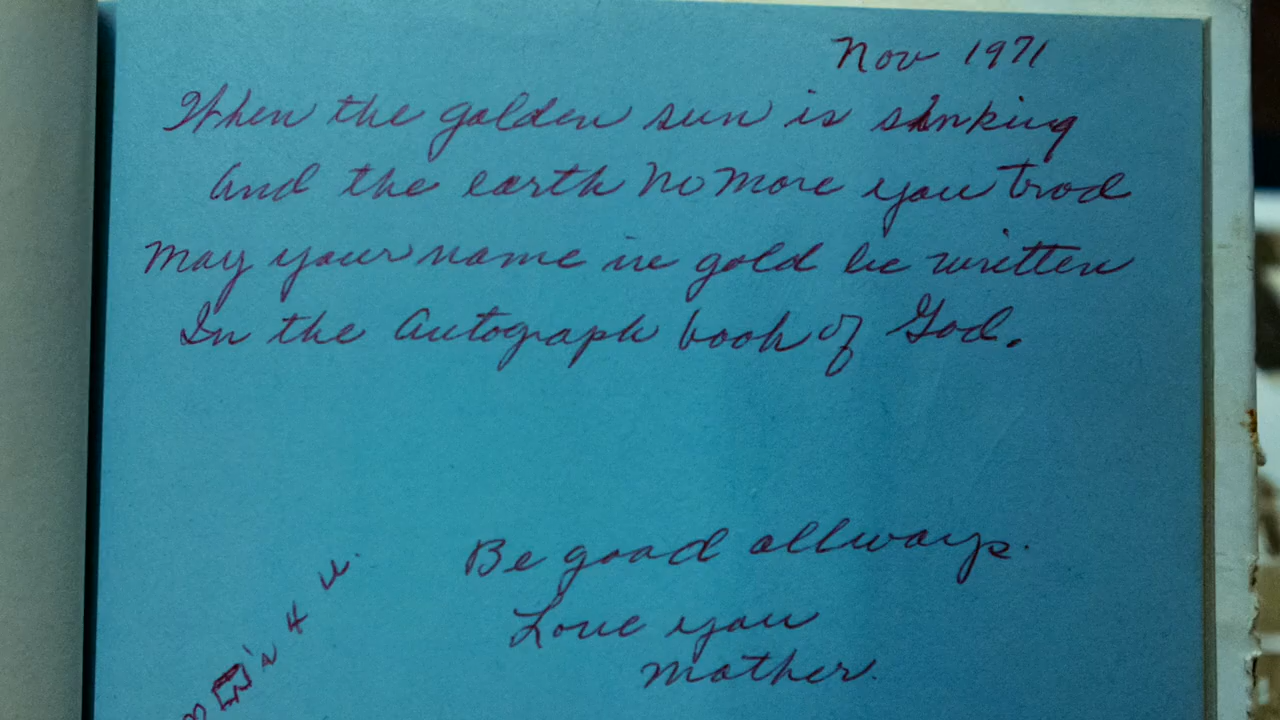 Nov 1971
When the golden sun is sinking
And the earth no more you trod
May your name in gold be written
In the Autograph book of God.
Be good allways.
Love you
Mother.
's 4 u.